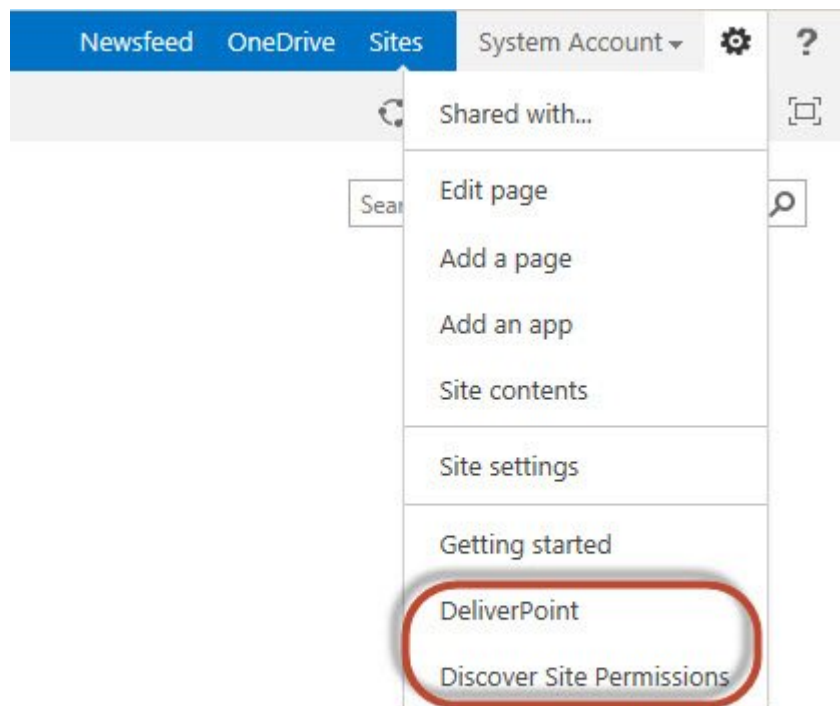 Newsfeed OneDrive Sites System Account ?
Shared with...
Edit page
Sear
Add a page
Add an app
Site contents
Site settings
Getting started
DeliverPoint
Discover Site Permissions